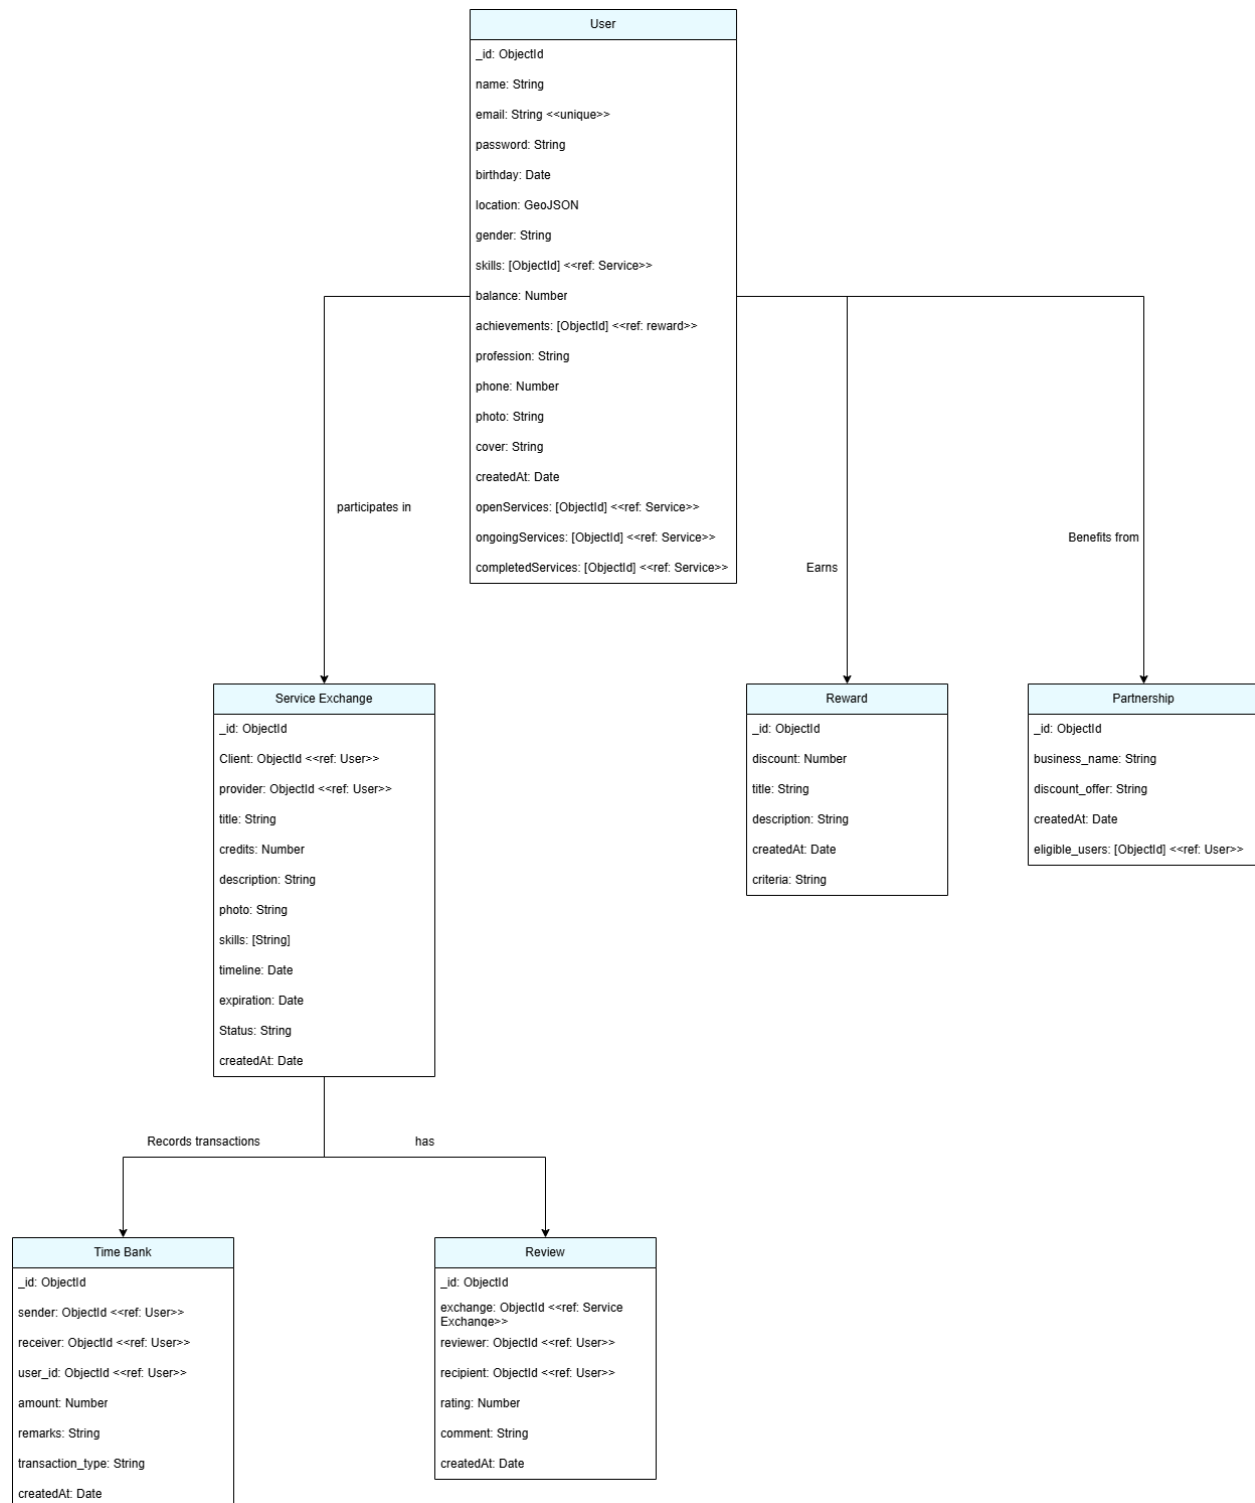 User
_id: ObjectId
name: String
email: String <<unique>>
password: String
birthday: Date
location: GeoJSON
gender: String
skills: [ObjectId] <<ref: Service>>
balance: Number
achievements: [ObjectId] <<ref: reward>>
profession: String
phone: Number
photo: String
cover: String
createdAt: Date
openServices: [ObjectId] <<ref: Service>>
ongoingServices: [ObjectId] <<ref: Service>>
completedServices: [ObjectId] <<ref: Service>>
participates in
Earns
Benefits from
Service Exchange
_id: ObjectId
Client: ObjectId <<ref: User>>
provider: ObjectId <<ref: User>>
title: String
credits: Number
description: String
photo: String
skills: [String]
timeline: Date
expiration: Date
Status: String
createdAt: Date
Reward
_id: ObjectId
discount: Number
title: String
description: String
createdAt: Date
criteria: String
Partnership
_id: ObjectId
business_name: String
discount_offer: String
createdAt: Date
eligible_users: [ObjectId] <<ref: User>>
Records transactions
has
Time Bank
_id: ObjectId
sender: ObjectId <<ref: User>>
receiver: ObjectId <<ref: User>>
user_id: ObjectId <<ref: User>>
amount: Number
remarks: String
transaction_type: String
createdAt: Date
Review
_id: ObjectId
exchange: ObjectId <<ref: Service
Exchange>>
reviewer: ObjectId <<ref: User>>
recipient: ObjectId <<ref: User>>
rating: Number
comment: String
createdAt: Date